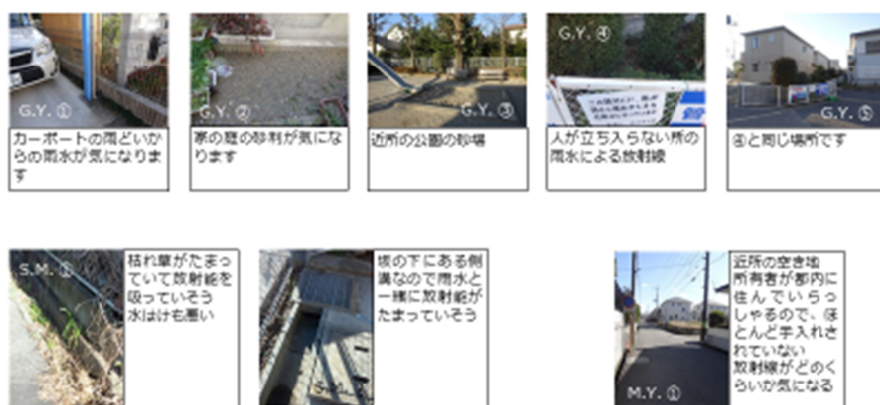 G.Y. ①
G.Y. ②
G.Y. ③
G.Y. ④
G.Y. ⑤
カーポートの雨どいか
らの雨水が気になりま
す
家の庭の砂利が気にな
ります
近所の公園の砂場
人が立ち入らない所の
雨水による放射線
④と同じ場所です
S.M. ①
枯れ草がたまっ
ていて放射能を
吸っていそう
水はけも悪い
坂の下にある側
溝なので雨水と
一緒に放射能が
たまっていそう
M.Y. ①
近所の空き地
所有者が都内に
住んでいらっ
しゃるので、ほ
とんど手入れさ
れていない
放射線がどのく
らいか気になる